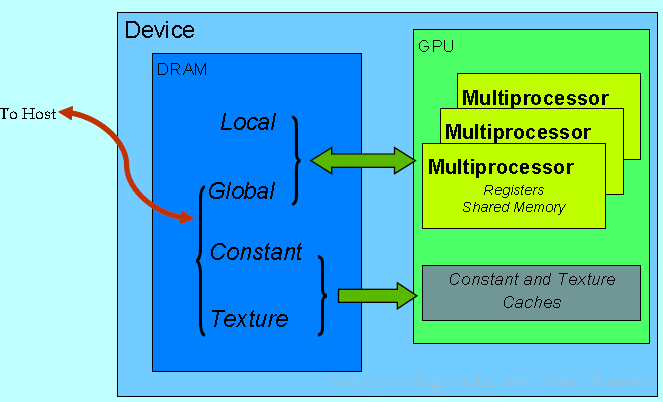 Device
GPU
DRAM
To Host
Local
Global
Constant
Texture
Multiprocessor
Multiprocessor
Multiprocessor
Registers
Shared Memory
Constant and Texture
Caches